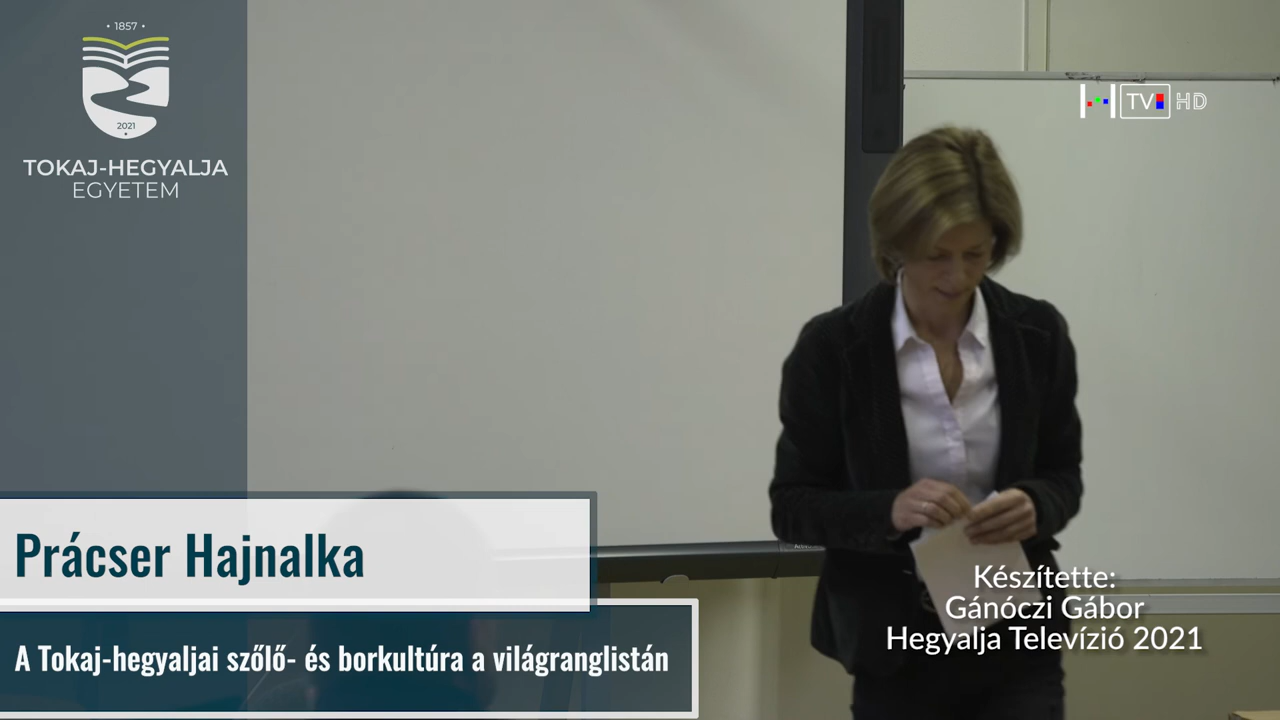 • 1857 •
2021
TOKAJ-HEGYALJA
EGYETEM
H TV HD
Prácser Hajnalka
A Tokaj-hegyaljai szőlő- és borkultúra a világranglistán
Készítette:
Gánóczi Gábor
Hegyalja Televízió 2021